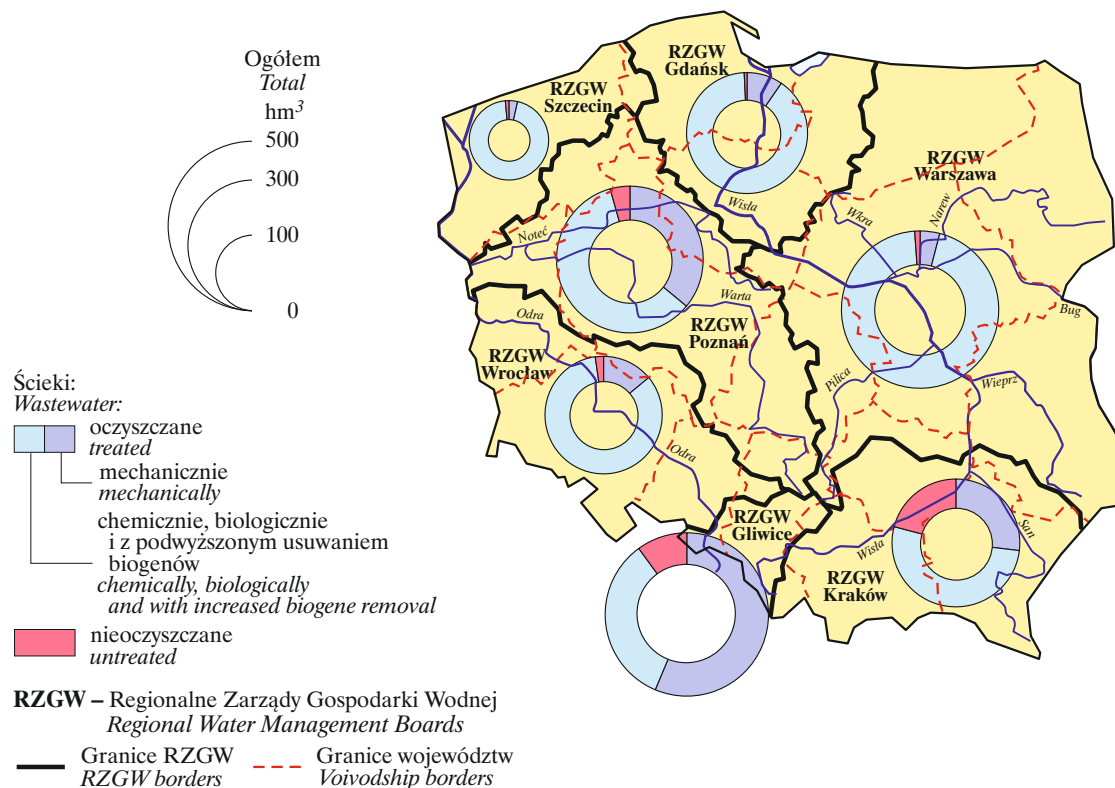 Ogółem
Total
hm3
500
300
100
0
Ścieki:
Wastewater:
oczyszczane
treated
mechanicznie
mechanically
chemicznie, biologicznie
i z podwyższonym usuwaniem
biogenów
chemically, biologically
and with increased biogene removal
nieoczyszczane
untreated
RZGW – Regionalne Zarządy Gospodarki Wodnej
Regional Water Management Boards
Granice RZGW
RZGW borders
Granice województw
Voivodship borders
RZGW
Szczecin
RZGW
Gdańsk
RZGW
Warszawa
RZGW
Poznań
RZGW
Wrocław
RZGW
Gliwice
RZGW
Kraków
Wisła
Wkra
Narew
Noteć
Warta
Bug
Odra
Pilica
Wieprz
Odra
Wisła
San